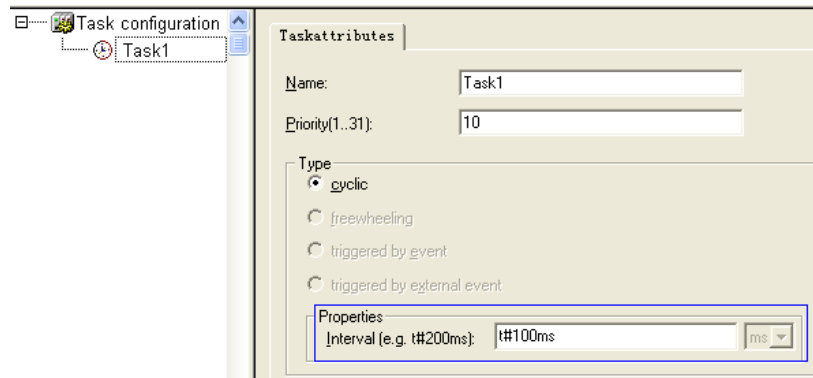 Task configuration
Task1
Taskattributes
Name: Task1
Priority(1..31): 10
Type
cyclic
freewheeling
triggered by event
triggered by external event
Properties
Interval (e.g. t#200ms): t#100ms ms